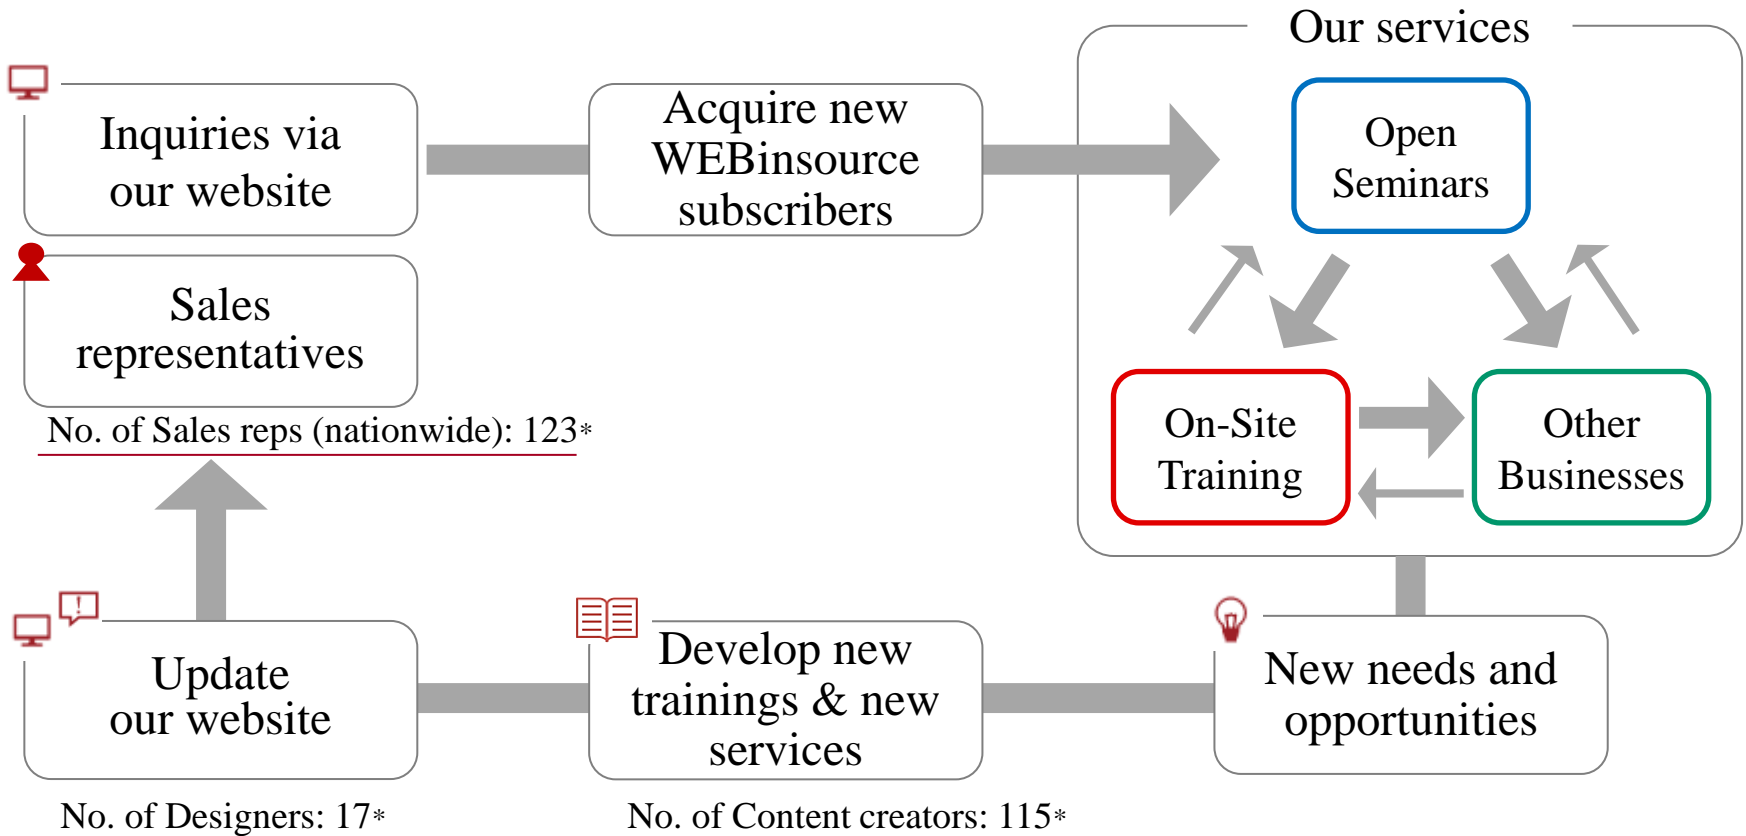 Our services
Inquiries via
our website
Acquire new
WEBinsource
subscribers
Open
Seminars
Sales
representatives
No. of Sales reps (nationwide): 123*
On-Site
Training
Other
Businesses
!
Update
our website
Develop new
trainings & new
services
New needs and
opportunities
No. of Designers: 17*
No. of Content creators: 115*